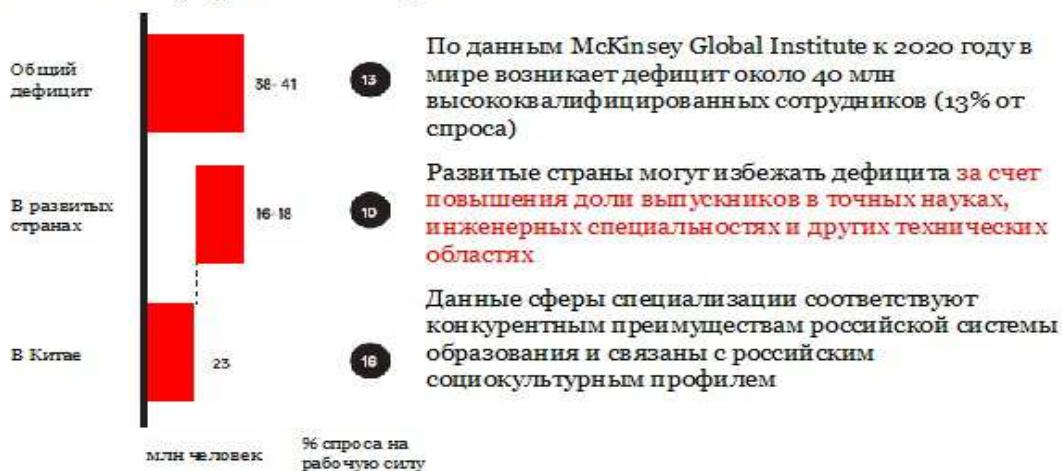 Общий
дефицит
38-41
13
По данным McKinsey Global Institute к 2020 году в
мире возникает дефицит около 40 млн
высококвалифицированных сотрудников (13% от
спроса)
В развитых
странах
16-18
10
Развитые страны могут избежать дефицита за счет
повышения доли выпускников в точных науках,
инженерных специальностях и других технических
областях
В Китае
23
16
Данные сферы специализации соответствуют
конкурентным преимуществам российской системы
образования и связаны с российским
социокультурным профилем
млн человек
% спроса на
рабочую силу